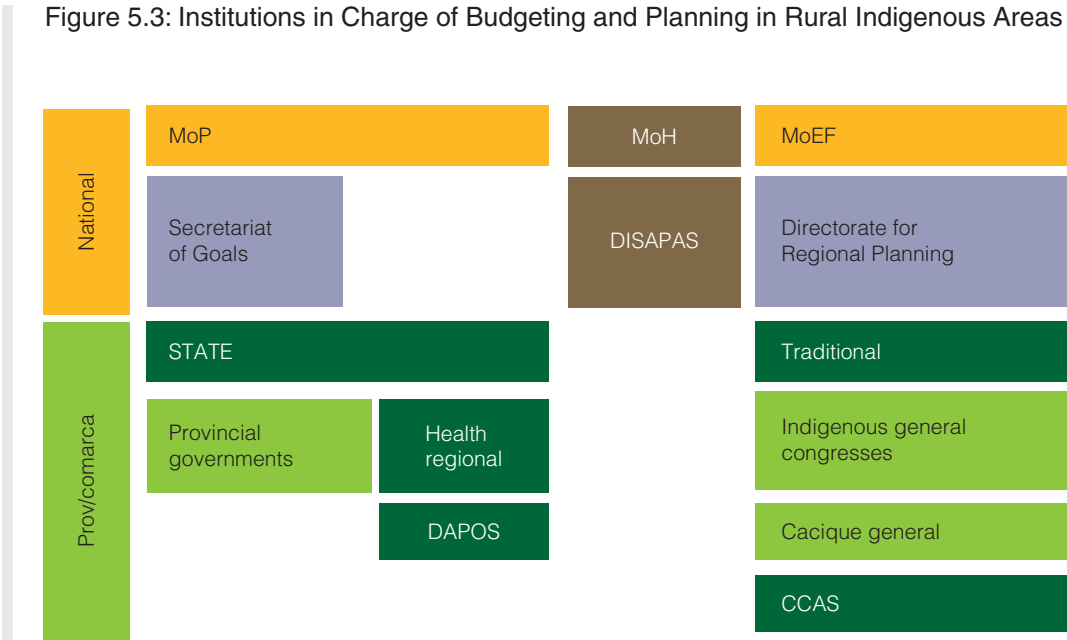 Figure 5.3: Institutions in Charge of Budgeting and Planning in Rural Indigenous Areas
National
MoP
MoH
MoEF
Secretariat
of Goals
DISAPAS
Directorate for
Regional Planning
Prov/comarca
STATE
Traditional
Provincial
governments
Health
regional
Indigenous general
congresses
DAPOS
Cacique general
CCAS